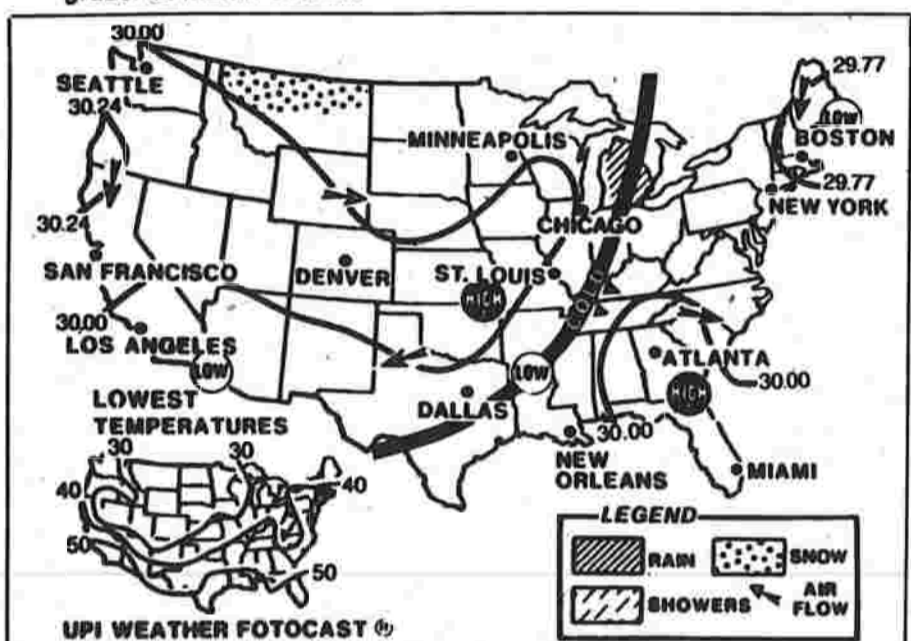 30.00
SEATTLE
30.24
29.77
LOW
BOSTON
MINNEAPOLIS
29.77
NEW YORK
CHICAGO
30.24
SAN FRANCISCO
DENVER
ST. LOUIS
HIGH
COLD
30.00
LOS ANGELES
LOW
LOW
ATLANTA
HIGH
30.00
DALLAS
30.00
NEW
ORLEANS
MIAMI
LOWEST
TEMPERATURES
30
30
40
40
50
50
LEGEND
RAIN
SNOW
SHOWERS
AIR
FLOW
UPI WEATHER FOTOCAST